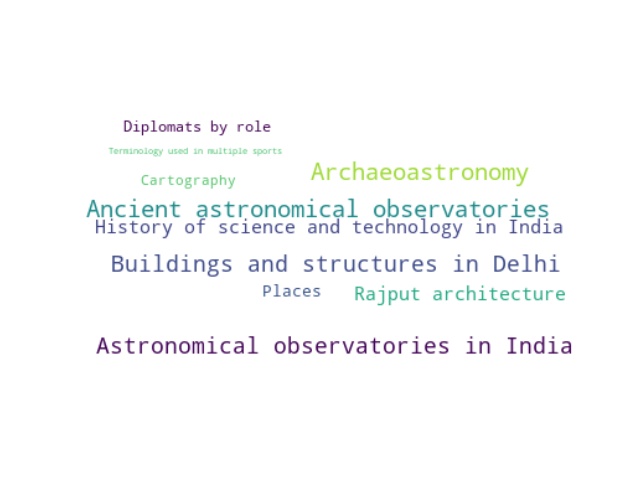 Diplomats by role
Terminology used in multiple sports
Archaeoastronomy
Cartography
Ancient astronomical observatories
History of science and technology in India
Buildings and structures in Delhi
Places
Rajput architecture
Astronomical observatories in India